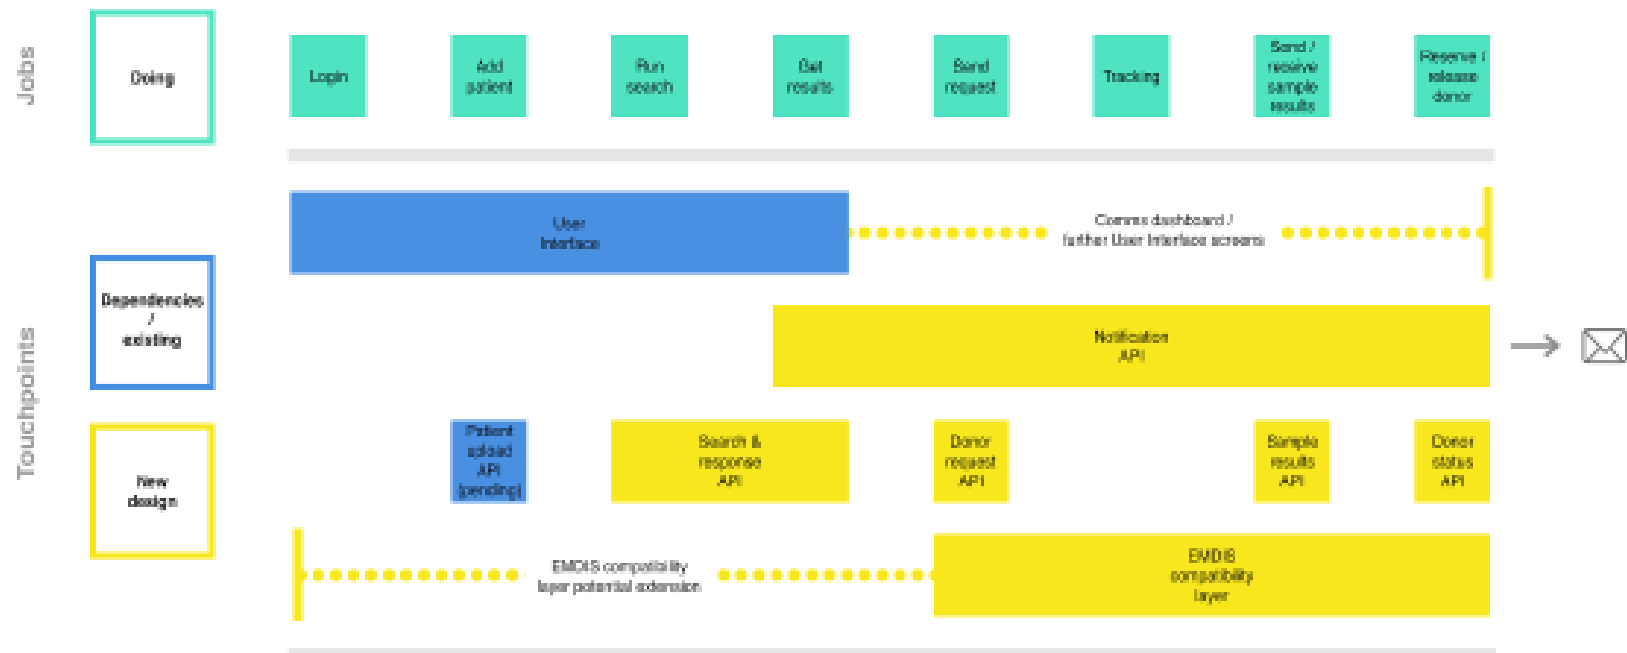 Jobs
Doing
Login
Add
patient
Run
search
Get
results
Send
request
Tracking
Send /
receive
sample
results
Reserve /
release
donor
Touchpoints
Dependencies
/
existing
New
design
User
Interface
Comms dashboard /
further User Interface screens
Notification
API
Patient
upload
API
(pending)
Search &
response
API
Donor
request
API
Sample
results
API
Donor
status
API
EMDIS compatibility
layer potential extension
EMDIS
compatibility
layer